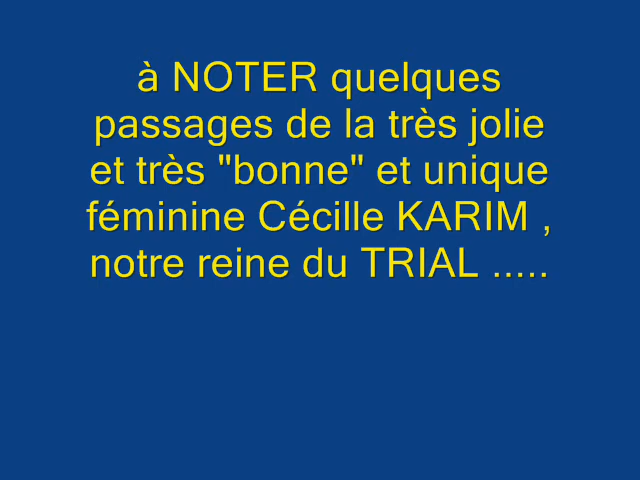 à NOTER quelques
passages de la très jolie
et très "bonne" et unique
féminine Cécille KARIM ,
notre reine du TRIAL .....